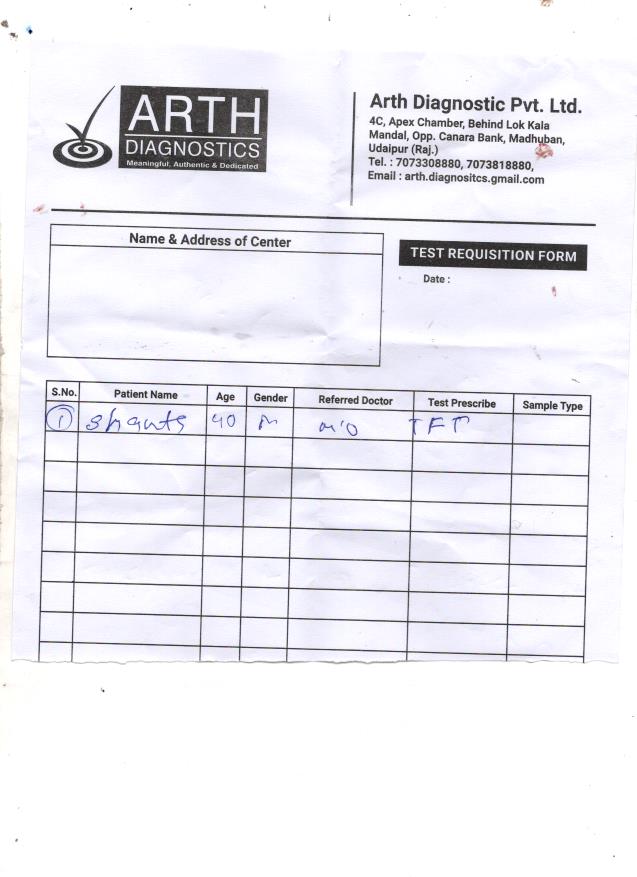 ARTH
DIAGNOSTICS
Meaningful, Authentic & Dedicated
Arth Diagnostic Pvt. Ltd.
4C, Apex Chamber, Behind Lok Kala
Mandal, Opp. Canara Bank, Madhuban,
Udaipur (Raj.)
Tel. : 7073308880, 7073818880,
Email : arth.diagnositcs.gmail.com
Name & Address of Center
TEST REQUISITION FORM
Date :
S.No. Patient Name Age Gender Referred Doctor Test Prescribe Sample Type
1 40 M TFT